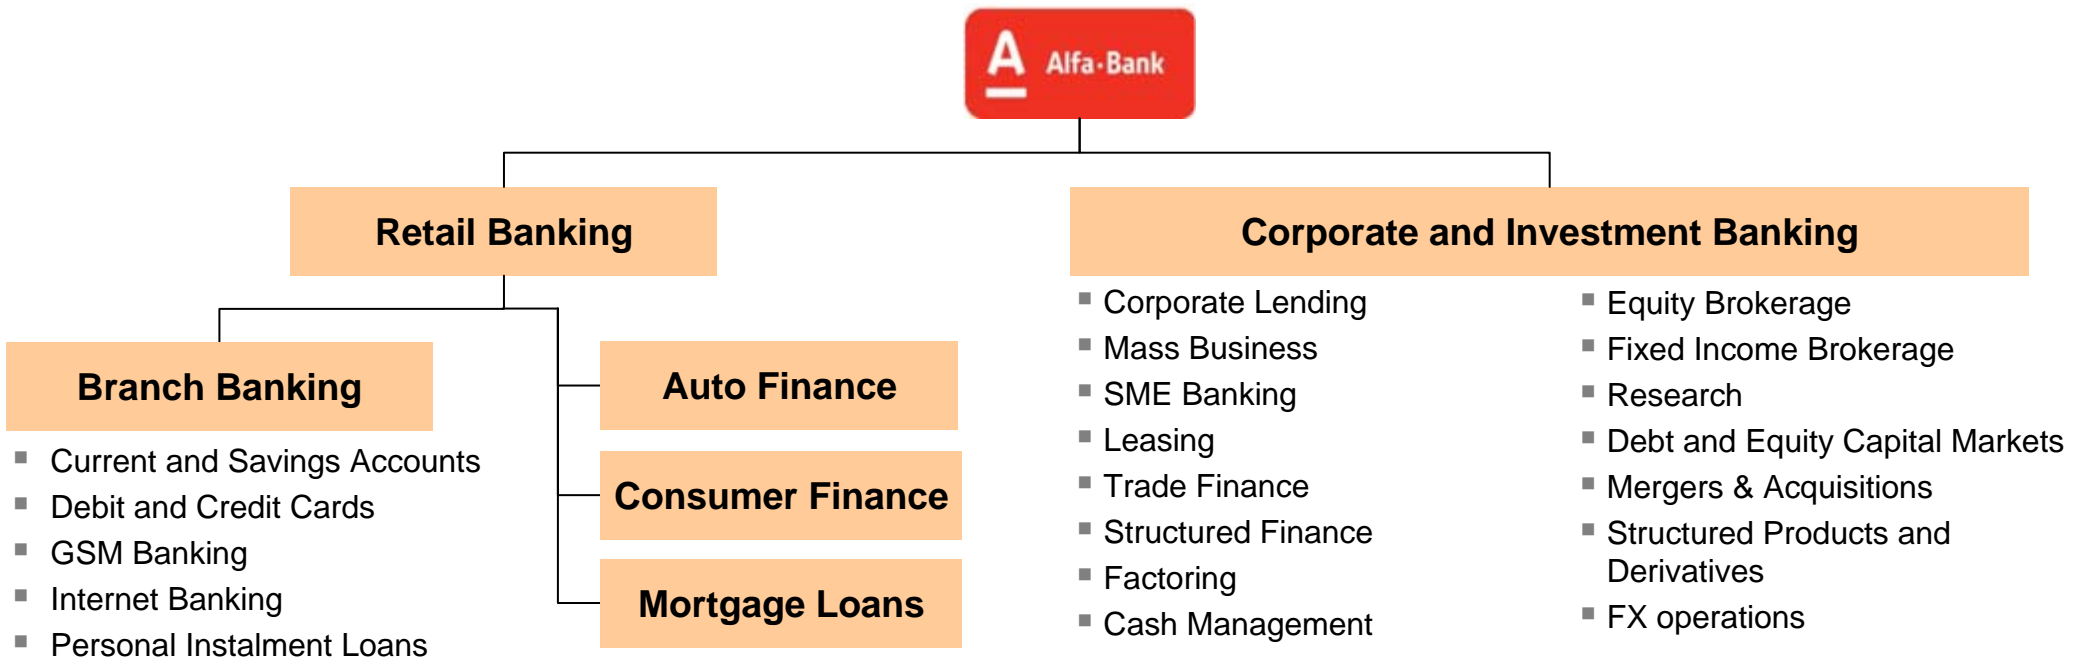 A Alfa·Bank
Retail Banking
Corporate and Investment Banking
Branch Banking
Current and Savings Accounts
Debit and Credit Cards
GSM Banking
Internet Banking
Personal Instalment Loans
Auto Finance
Consumer Finance
Mortgage Loans
Corporate Lending
Mass Business
SME Banking
Leasing
Trade Finance
Structured Finance
Factoring
Cash Management
Equity Brokerage
Fixed Income Brokerage
Research
Debt and Equity Capital Markets
Mergers & Acquisitions
Structured Products and
Derivatives
FX operations